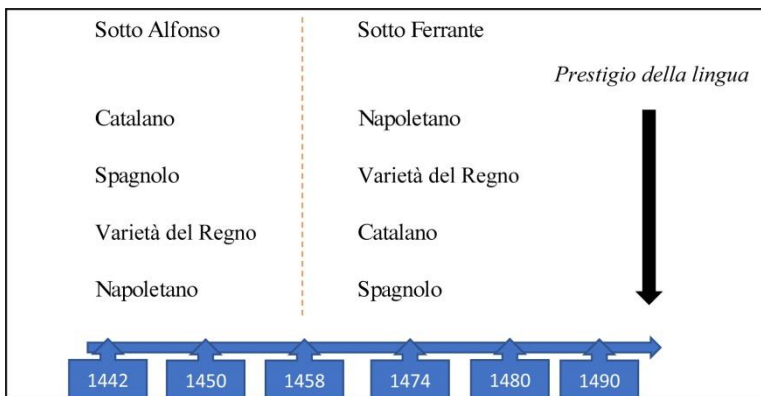 Sotto Alfonso Sotto Ferrante
Prestigio della lingua
Catalano Napoletano
Spagnolo Varietà del Regno
Varietà del Regno Catalano
Napoletano Spagnolo
1442 1450 1458 1474 1480 1490